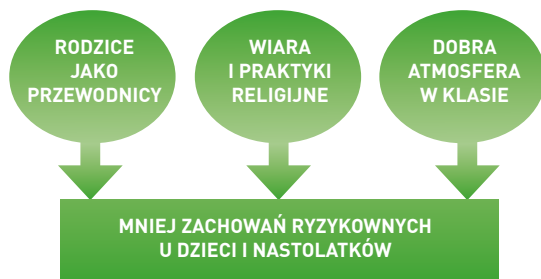 RODZICE
JAKO
PRZEWODNICY
WIARA
I PRAKTYKI
RELIGIJNE
DOBRA
ATMOSFERA
W KLASIE
MNIEJ ZACHOWAŃ RYZYKOWNYCH
U DZIECI I NASTOLATKÓW